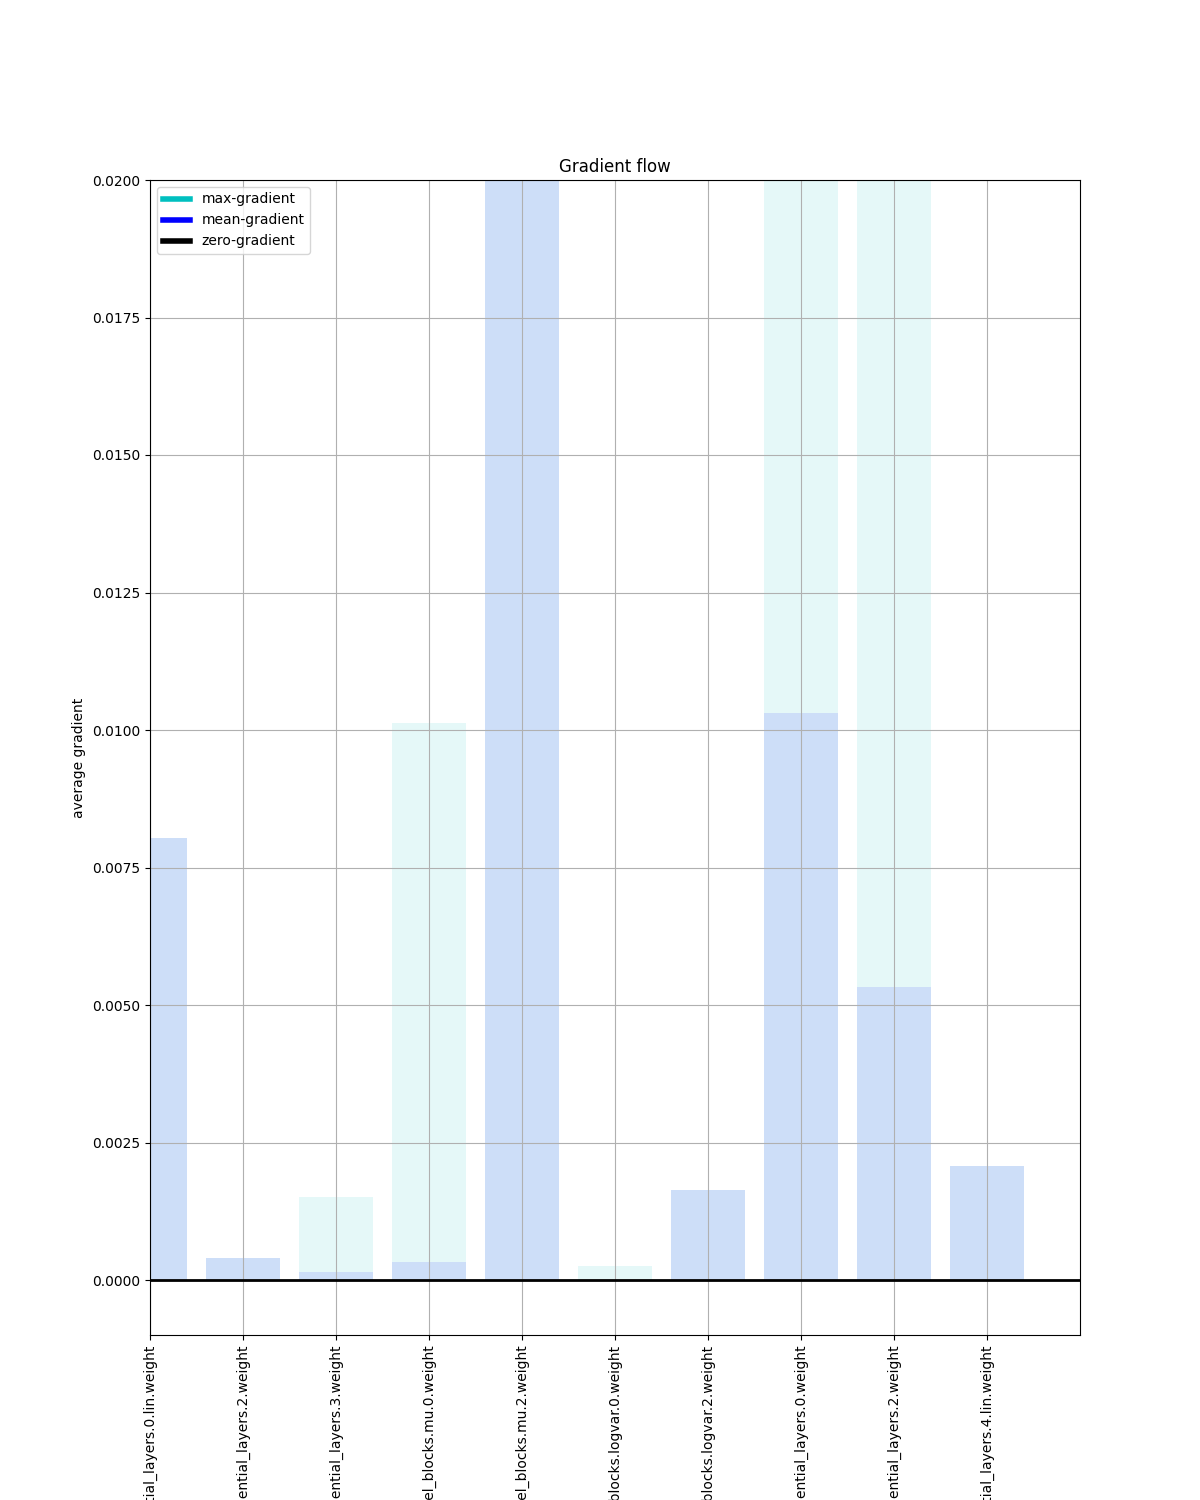 Gradient flow
max-gradient
mean-gradient
zero-gradient
average gradient
0.0200
0.0175
0.0150
0.0125
0.0100
0.0075
0.0050
0.0025
0.0000
tial_layers.0.lin.weight
ential_layers.2.weight
ential_layers.3.weight
el_blocks.mu.0.weight
el_blocks.mu.2.weight
blocks.logvar.0.weight
blocks.logvar.2.weight
ential_layers.0.weight
ential_layers.2.weight
tial_layers.4.lin.weight